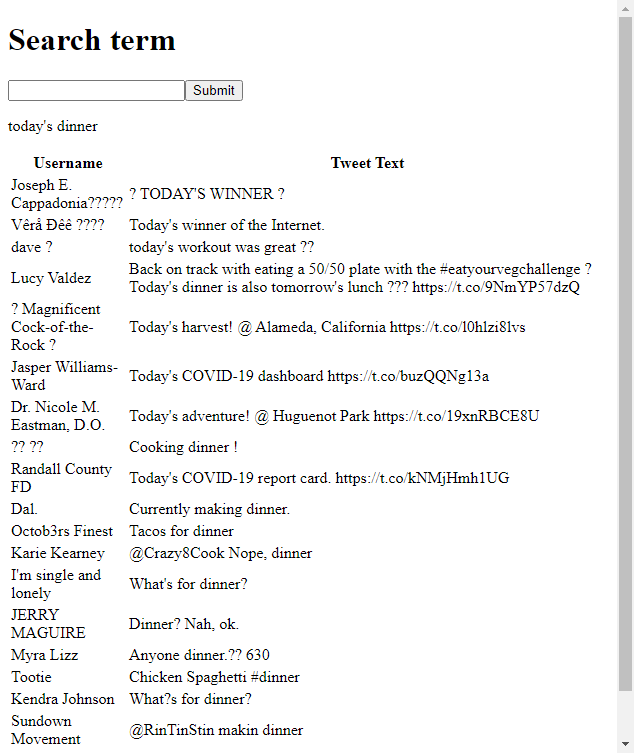 Search term
Submit
today's dinner
Username Tweet Text
Joseph E.
Cappadonia?????
? TODAY'S WINNER ?
Vêrå Ðêê ????
Today's winner of the Internet.
dave ?
today's workout was great ??
Lucy Valdez
Back on track with eating a 50/50 plate with the #eatyourvegchallenge ?
Today's dinner is also tomorrow's lunch ??? https://t.co/9NmYP57dzQ
? Magnificent
Cock-of-the-
Rock ?
Today's harvest! @ Alameda, California https://t.co/l0hlzi8lvs
Jasper Williams-
Ward
Today's COVID-19 dashboard https://t.co/buzQQNg13a
Dr. Nicole M.
Eastman, D.O.
Today's adventure! @ Huguenot Park https://t.co/19xnRBCE8U
?? ??
Cooking dinner !
Randall County
FD
Today's COVID-19 report card. https://t.co/kNMjHmh1UG
Dal.
Currently making dinner.
Octob3rs Finest
Tacos for dinner
Karie Kearney
@Crazy8Cook Nope, dinner
I'm single and
lonely
What's for dinner?
JERRY
MAGUIRE
Dinner? Nah, ok.
Myra Lizz
Anyone dinner.?? 630
Tootie
Chicken Spaghetti #dinner
Kendra Johnson
What?s for dinner?
Sundown
Movement
@RinTinStin makin dinner